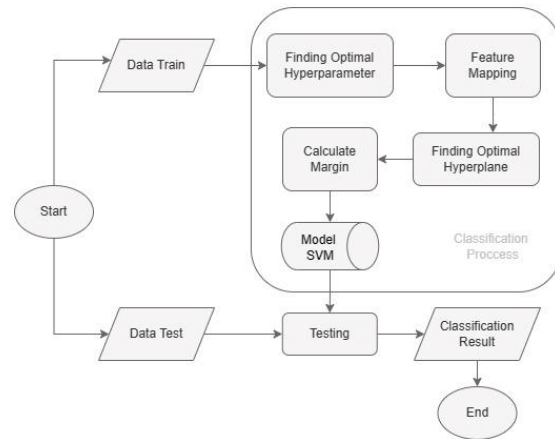 Data Train
Finding Optimal
Hyperparameter
Feature
Mapping
Calculate
Margin
Finding Optimal
Hyperplane
Start
Model
SVM
Classification
Proccess
Data Test
Testing
Classification
Result
End